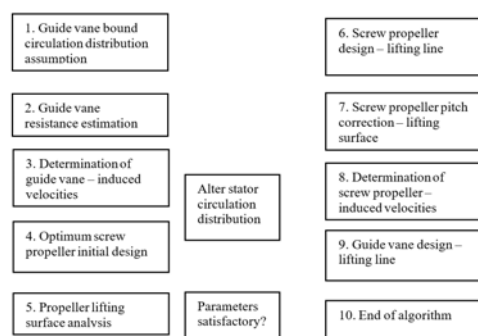 1. Guide vane bound
circulation distribution
assumption
2. Guide vane
resistance estimation
3. Determination of
guide vane – induced
velocities
4. Optimum screw
propeller initial design
5. Propeller lifting
surface analysis
Alter stator
circulation
distribution
Parameters
satisfactory?
6. Screw propeller
design – lifting line
7. Screw propeller pitch
correction – lifting
surface
8. Determination of
screw propeller –
induced velocities
9. Guide vane design –
lifting line
10. End of algorithm